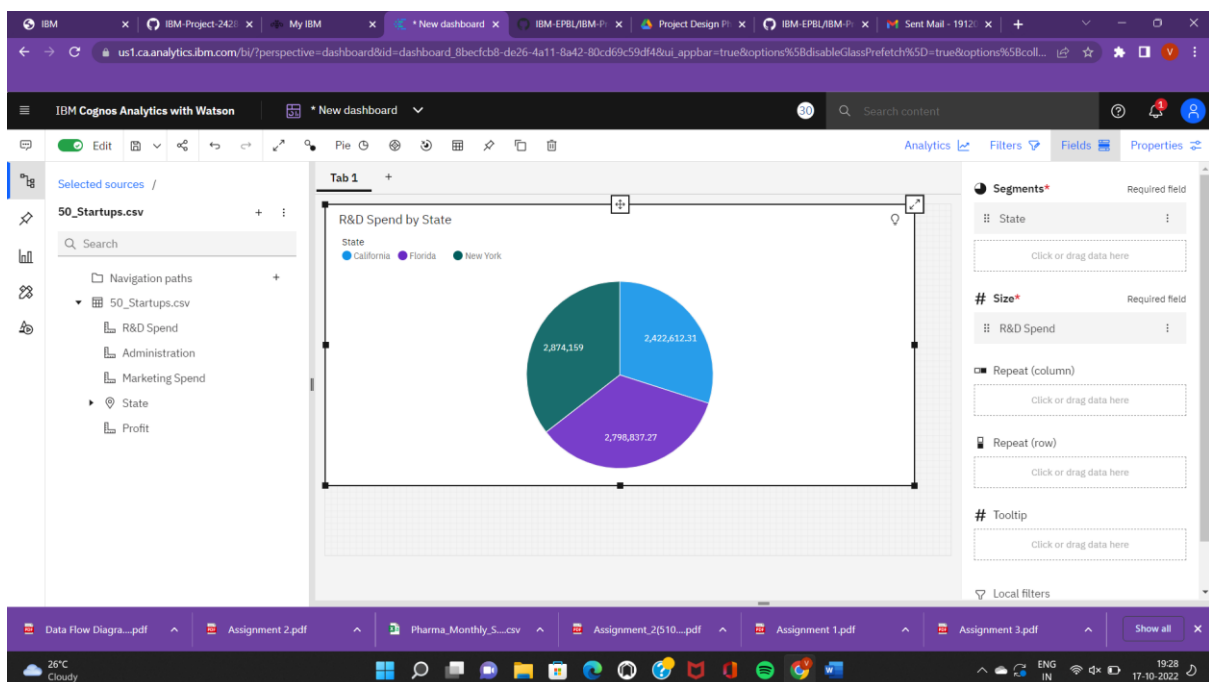 IBM
IBM-Project-2428
My IBM
* New dashboard
IBM-EPBL/IBM-Pr
Project Design Ph
IBM-EPBL/IBM-Pr
Sent Mail - 1912
us1.ca.analytics.ibm.com/bi/?perspective=dashboard&id=dashboard_8becfcb8-de26-4a11-8a42-80cd69c59df4&ui_appbar=true&options%5BdisableGlassPrefetch%5D=true&options%5Bcoll...
V
IBM Cognos Analytics with Watson
* New dashboard
30
Search content
1
Edit
Pie
Analytics
Filters
Fields
Properties
Selected sources /
50_Startups.csv
Search
Navigation paths
50_Startups.csv
R&D Spend
Administration
Marketing Spend
State
Profit
Tab 1
R&D Spend by State
State
California Florida New York
2,874,159
2,422,612.31
2,798,837.27
Segments* Required field
State
Click or drag data here
# Size* Required field
R&D Spend
Repeat (column)
Click or drag data here
Repeat (row)
Click or drag data here
# Tooltip
Click or drag data here
Local filters
Data Flow Diagra....pdf
Assignment 2.pdf
Pharma_Monthly_S....csv
Assignment_2(510....pdf
Assignment 1.pdf
Assignment 3.pdf
Show all
26°C
Cloudy
ENG
IN
19:28
17-10-2022